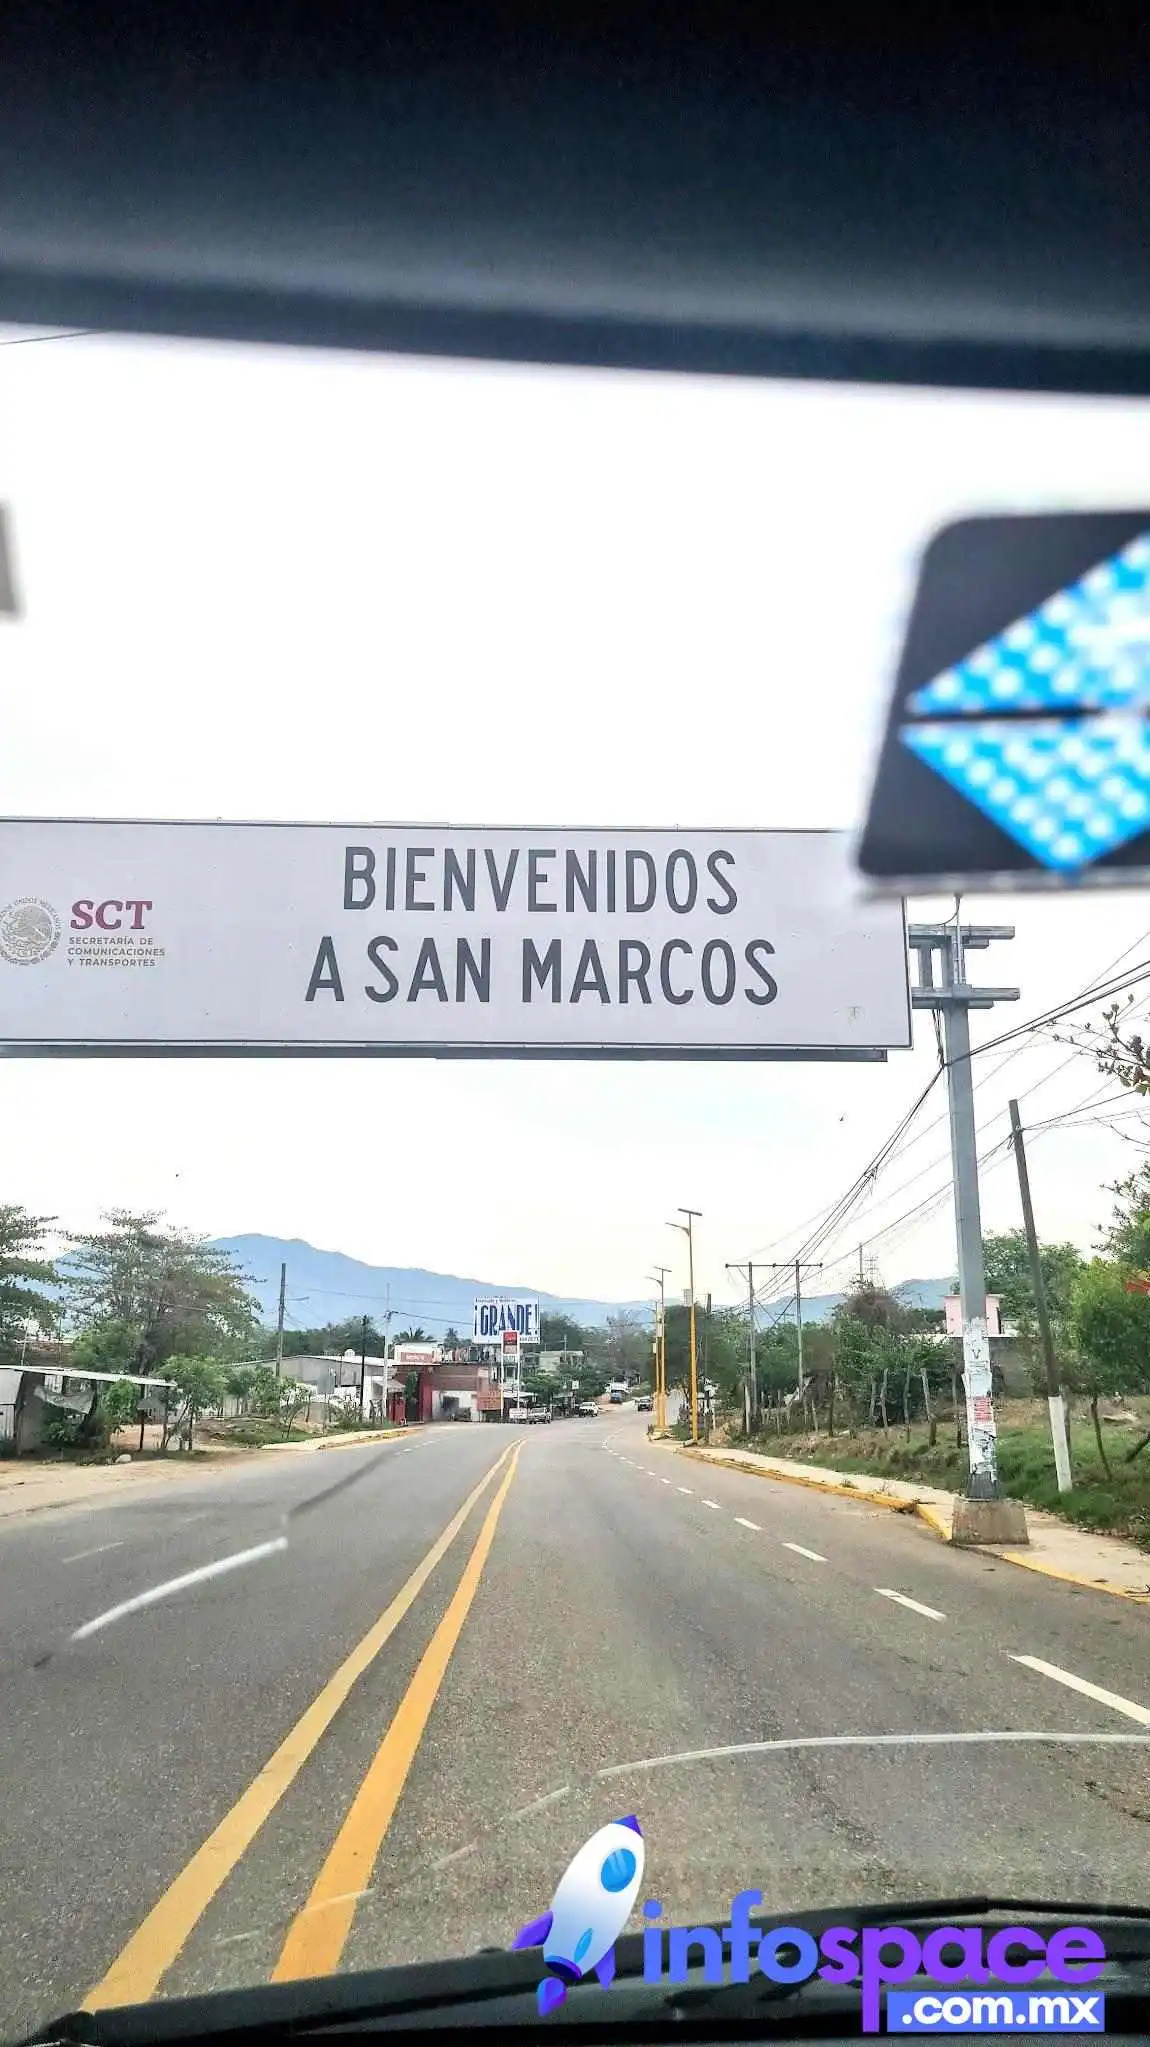 BIENVENIDOS
A SAN MARCOS
SCT
SECRETARÍA DE
COMUNICACIONES
Y TRANSPORTES
¡GRANDE!
infospace
.com.mx